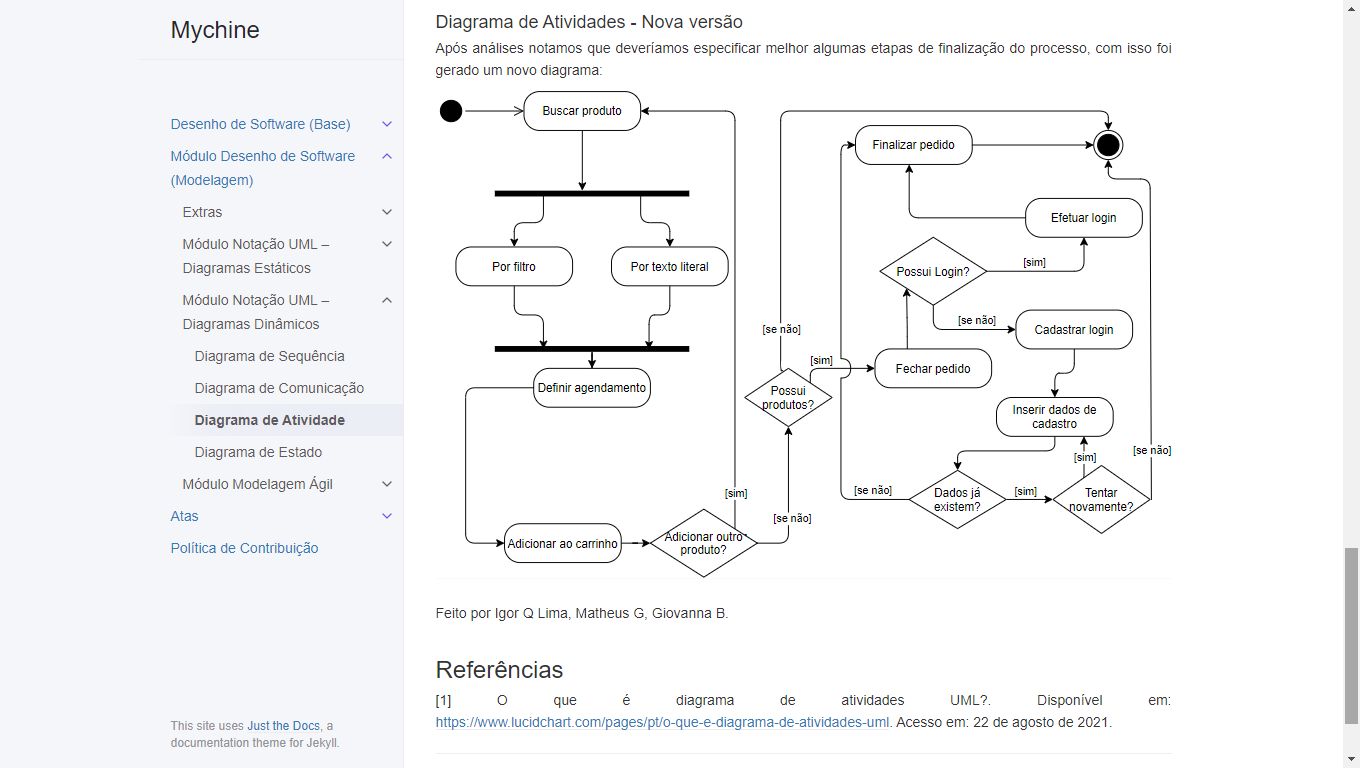 Mychine
Desenho de Software (Base)
Módulo Desenho de Software
(Modelagem)
Extras
Módulo Notação UML –
Diagramas Estáticos
Módulo Notação UML –
Diagramas Dinâmicos
Diagrama de Sequência
Diagrama de Comunicação
Diagrama de Atividade
Diagrama de Estado
Módulo Modelagem Ágil
Atas
Política de Contribuição
This site uses Just the Docs, a
documentation theme for Jekyll.
Diagrama de Atividades - Nova versão
Após análises notamos que deveríamos especificar melhor algumas etapas de finalização do processo, com isso foi
gerado um novo diagrama:
Buscar produto
Por filtro
Por texto literal
Definir agendamento
Adicionar ao carrinho
Adicionar outro
produto?
[sim]
[se não]
Possui
produtos?
[se não]
[sim]
Fechar pedido
Possui Login?
[sim]
Efetuar login
Finalizar pedido
[se não]
Cadastrar login
Inserir dados de
cadastro
Dados já
existem?
[se não]
[sim]
Tentar
novamente?
[sim]
[se não]
Feito por Igor Q Lima, Matheus G, Giovanna B.
Referências
[1] O que é diagrama de atividades UML?. Disponível em:
https://www.lucidchart.com/pages/pt/o-que-e-diagrama-de-atividades-uml. Acesso em: 22 de agosto de 2021.